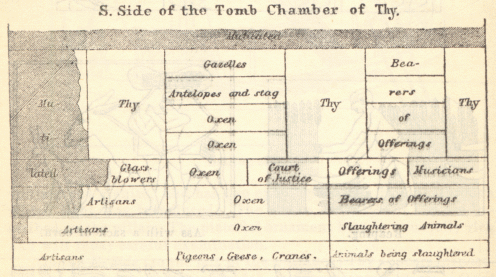 S. Side of the Tomb Chamber of Thy.
Mutilated
Gazelles
Bea-
Mu-
Thy
Antelopes and stag
Thy
rers
Thy
Oxen
of
ti
Oxen
Offerings
lated
Glass-
blowers
Oxen
Court
of Justice
Offerings
Musicians
Artisans
Oxen
Bearers of Offerings
Artisans
Oxen
Slaughtering Animals
Artisans
Pigeons, Geese, Cranes.
Animals being slaughtered